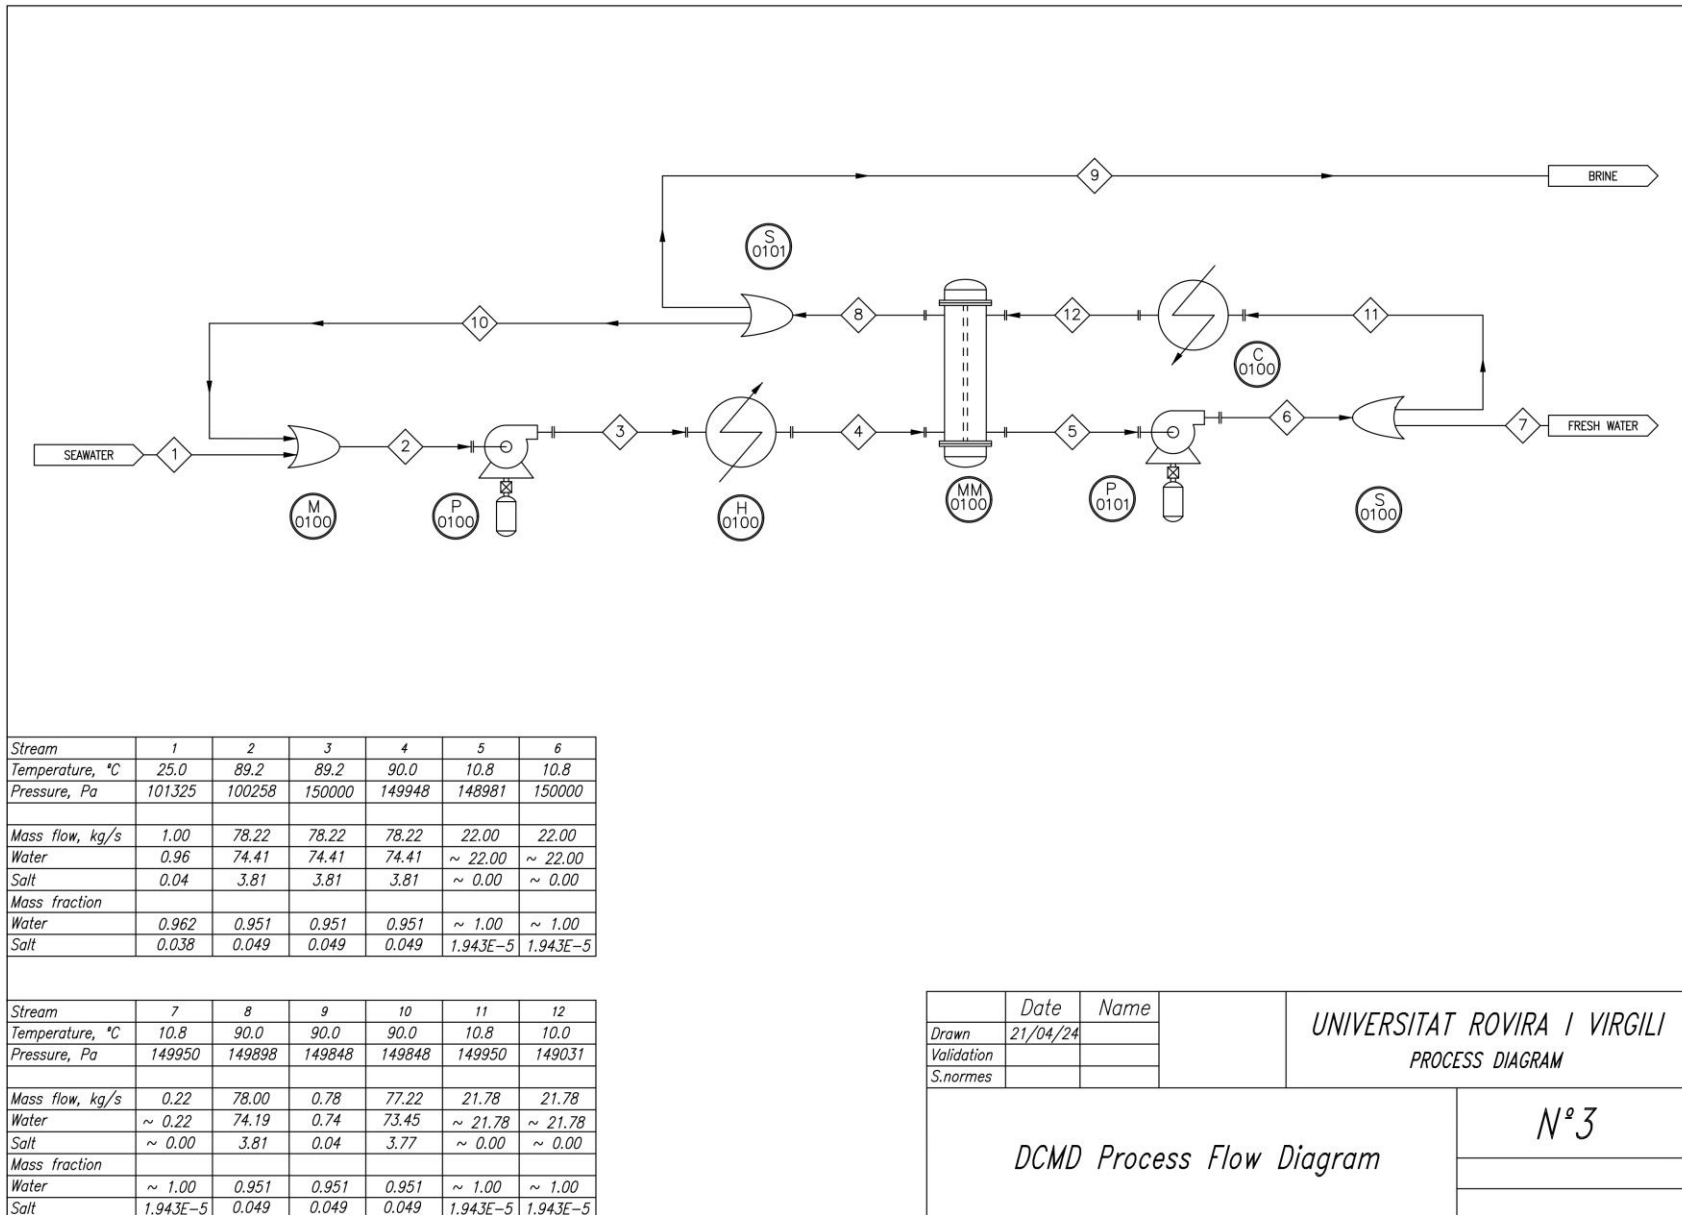 9
BRINE
S
0101
10
8
12
11
C
0100
SEAWATER
1
2
3
4
5
6
7
FRESH WATER
M
0100
P
0100
H
0100
MM
0100
P
0101
S
0100
Stream 1 2 3 4 5 6
Temperature, ºC 25.0 89.2 89.2 90.0 10.8 10.8
Pressure, Pa 101325 100258 150000 149948 148981 150000
Mass flow, kg/s 1.00 78.22 78.22 78.22 22.00 22.00
Water 0.96 74.41 74.41 74.41 ~ 22.00 ~ 22.00
Salt 0.04 3.81 3.81 3.81 ~ 0.00 ~ 0.00
Mass fraction
Water 0.962 0.951 0.951 0.951 ~ 1.00 ~ 1.00
Salt 0.038 0.049 0.049 0.049 1.943E-5 1.943E-5
Stream 7 8 9 10 11 12
Temperature, ºC 10.8 90.0 90.0 90.0 10.8 10.0
Pressure, Pa 149950 149898 149848 149848 149950 149031
Mass flow, kg/s 0.22 78.00 0.78 77.22 21.78 21.78
Water ~ 0.22 74.19 0.74 73.45 ~ 21.78 ~ 21.78
Salt ~ 0.00 3.81 0.04 3.77 ~ 0.00 ~ 0.00
Mass fraction
Water ~ 1.00 0.951 0.951 0.951 ~ 1.00 ~ 1.00
Salt 1.943E-5 0.049 0.049 0.049 1.943E-5 1.943E-5
Date Name
Drawn 21/04/24
Validation
S.normes
UNIVERSITAT ROVIRA I VIRGILI
PROCESS DIAGRAM
DCMD Process Flow Diagram
Nº3